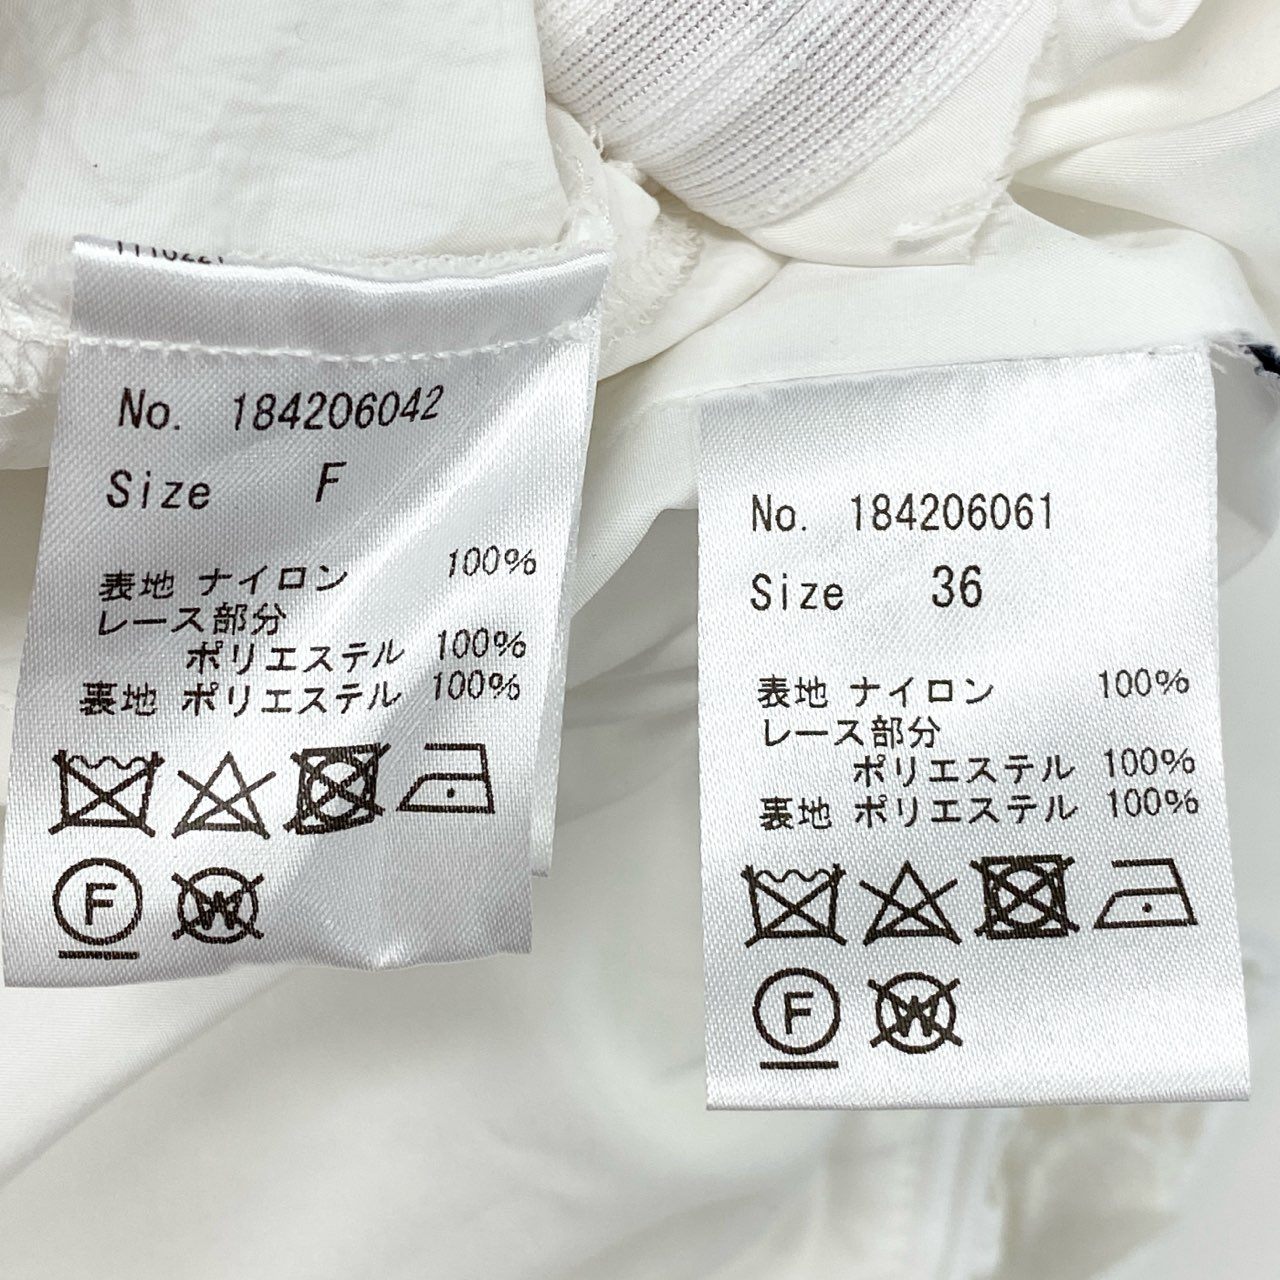 No. 184206042
Size F
表地 ナイロン 100%
レース部分
ポリエステル 100%
裏地 ポリエステル 100%
F
W
No. 184206061
Size 36
表地 ナイロン 100%
レース部分
ポリエステル 100%
裏地 ポリエステル 100%
F
W